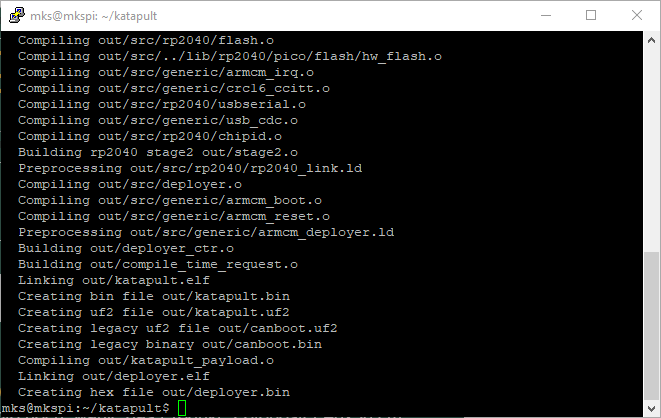 mks@mkspi: ~/katapult
Compiling out/src/rp2040/flash.o
Compiling out/src/../lib/rp2040/pico/flash/hw_flash.o
Compiling out/src/generic/armcm_irq.o
Compiling out/src/generic/crc16_ccitt.o
Compiling out/src/rp2040/usbserial.o
Compiling out/src/generic/usb_cdc.o
Compiling out/src/rp2040/chipid.o
Building rp2040 stage2 out/stage2.o
Preprocessing out/src/rp2040/rp2040_link.ld
Compiling out/src/deployer.o
Compiling out/src/generic/armcm_boot.o
Compiling out/src/generic/armcm_reset.o
Preprocessing out/src/generic/armcm_deployer.ld
Building out/deployer_ctr.o
Building out/compile_time_request.o
Linking out/katapult.elf
Creating bin file out/katapult.bin
Creating uf2 file out/katapult.uf2
Creating legacy uf2 file out/canboot.uf2
Creating legacy binary out/canboot.bin
Compiling out/katapult_payload.o
Linking out/deployer.elf
Creating hex file out/deployer.bin
mks@mkspi:~/katapult$